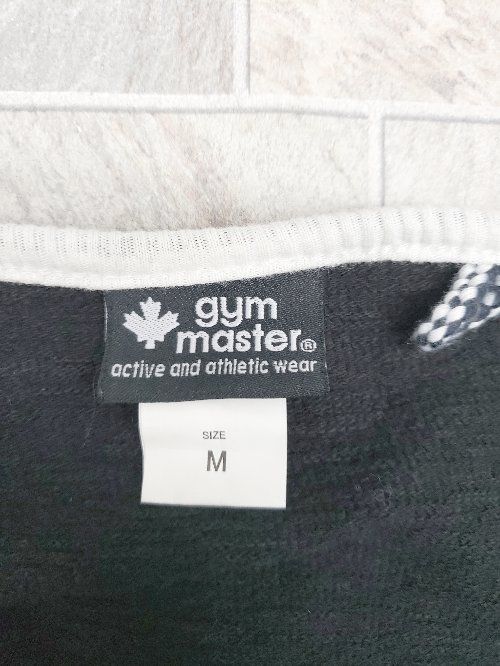 gym
master®
active and athletic wear
SIZE
M